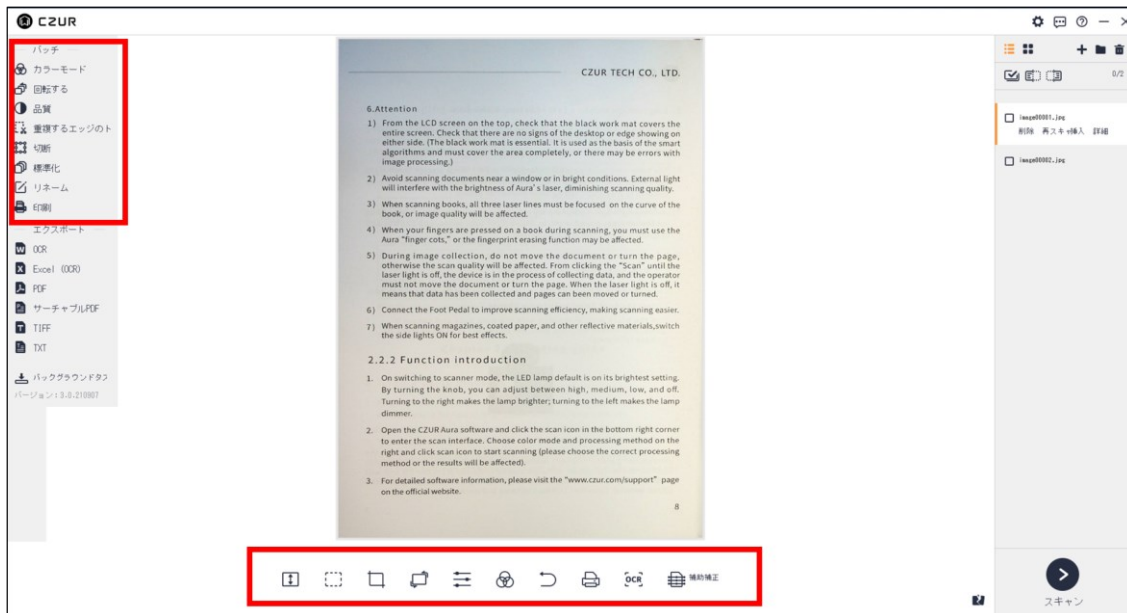 CZUR
バッチ
カラーモード
回転する
品質
重複するエッジのト
切断
標準化
リネーム
印刷
エクスポート
OCR
Excel (OCR)
PDF
サーチャブルPDF
TIFF
TXT
バックグラウンドタス
バージョン:3.0.210907
CZUR TECH CO., LTD.
6.Attention
1) From the LCD screen on the top, check that the black work mat covers the
entire screen. Check that there are no signs of the desktop or edge showing on
either side. (The black work mat is essential. It is used as the basis of the smart
algorithms and must cover the area completely, or there may be errors with
image processing.)
2) Avoid scanning documents near a window or in bright conditions. External light
will interfere with the brightness of Aura's laser, diminishing scanning quality.
3) When scanning books, all three laser lines must be focused on the curve of the
book, or image quality will be affected.
4) When your fingers are pressed on a book during scanning, you must use the
Aura "finger cots," or the fingerprint erasing function may be affected.
5) During image collection, do not move the document or turn the page,
otherwise the scan quality will be affected. From clicking the "Scan" until the
laser light is off, the device is in the process of collecting data, and the operator
must not move the document or turn the page. When the laser light is off, it
means that data has been collected and pages can been moved or turned.
6) Connect the Foot Pedal to improve scanning efficiency, making scanning easier.
7) When scanning magazines, coated paper, and other reflective materials,switch
the side lights ON for best effects.
2.2.2 Function introduction
1. On switching to scanner mode, the LED lamp default is on its brightest setting.
By turning the knob, you can adjust between high, medium, low, and off.
Turning to the right makes the lamp brighter; turning to the left makes the lamp
dimmer.
2. Open the CZUR Aura software and click the scan icon in the bottom right corner
to enter the scan interface. Choose color mode and processing method on the
right and click scan icon to start scanning (please choose the correct processing
method or the results will be affected).
3. For detailed software information, please visit the "www.czur.com/support" page
on the official website.
8
OCR
補助補正
0/2
image00001.jpg
削除 再スキャ挿入 詳細
image00002.jpg
スキャン